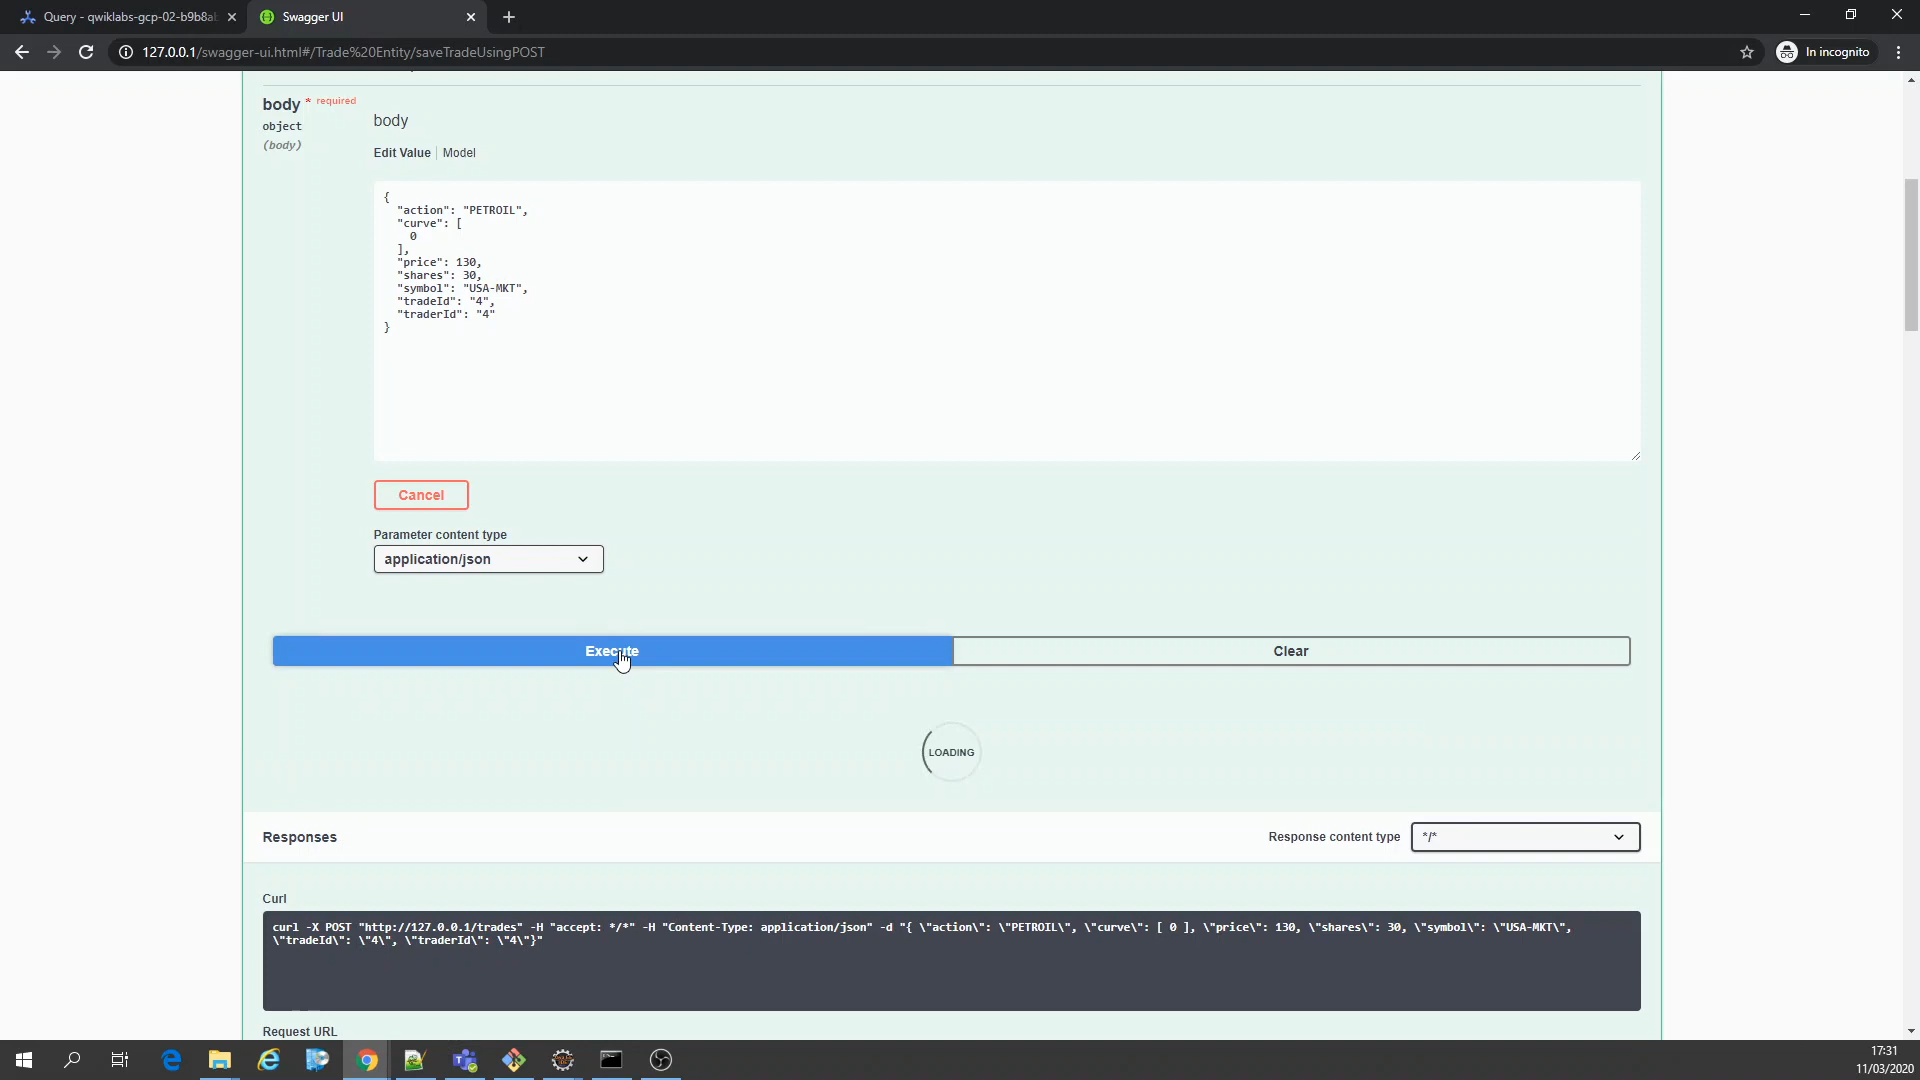 Query - qwiklabs-gcp-02-b9b8a
Swagger UI
127.0.0.1/swagger-ui.html#/Trade%20Entity/saveTradeUsingPOST
In incognito
body * required
object
(body)
body
Edit Value | Model
{
"action": "PETROIL",
"curve": [
0
],
"price": 130,
"shares": 30,
"symbol": "USA-MKT",
"tradeId": "4",
"traderId": "4"
}
Cancel
Parameter content type
application/json
Execute
Clear
LOADING
Responses
Response content type
*/*
Curl
curl -X POST "http://127.0.0.1/trades" -H "accept: */*" -H "Content-Type: application/json" -d "{ \"action\": \"PETROIL\", \"curve\": [ 0 ], \"price\": 130, \"shares\": 30, \"symbol\": \"USA-MKT\",
\"tradeId\": \"4\", \"traderId\": \"4\"}"
Request URL
17:31
11/03/2020